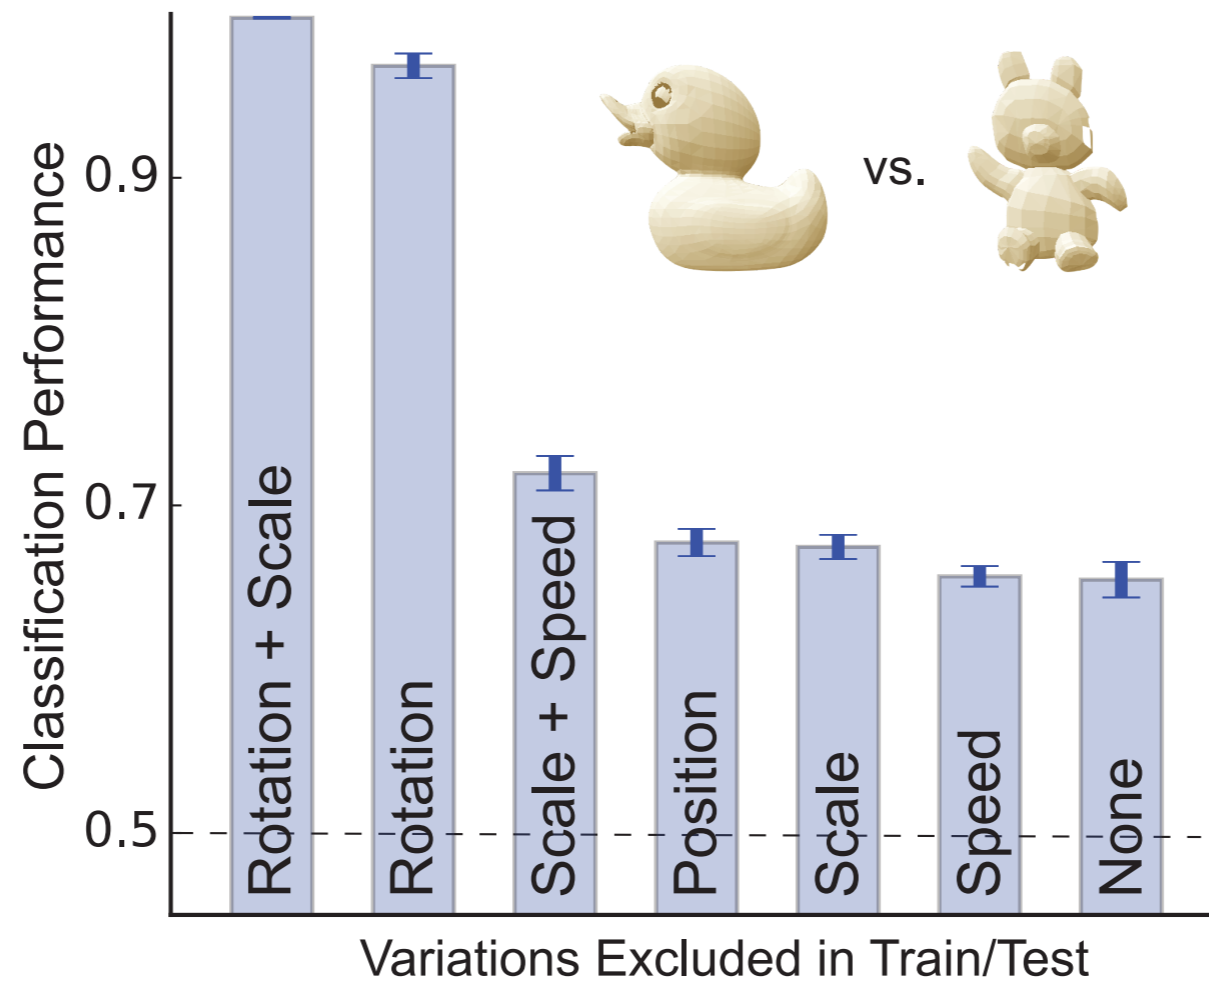 Classification Performance
0.9
0.7
0.5
vs.
Rotation + Scale
Rotation
Scale + Speed
Position
Scale
Speed
None
Variations Excluded in Train/Test